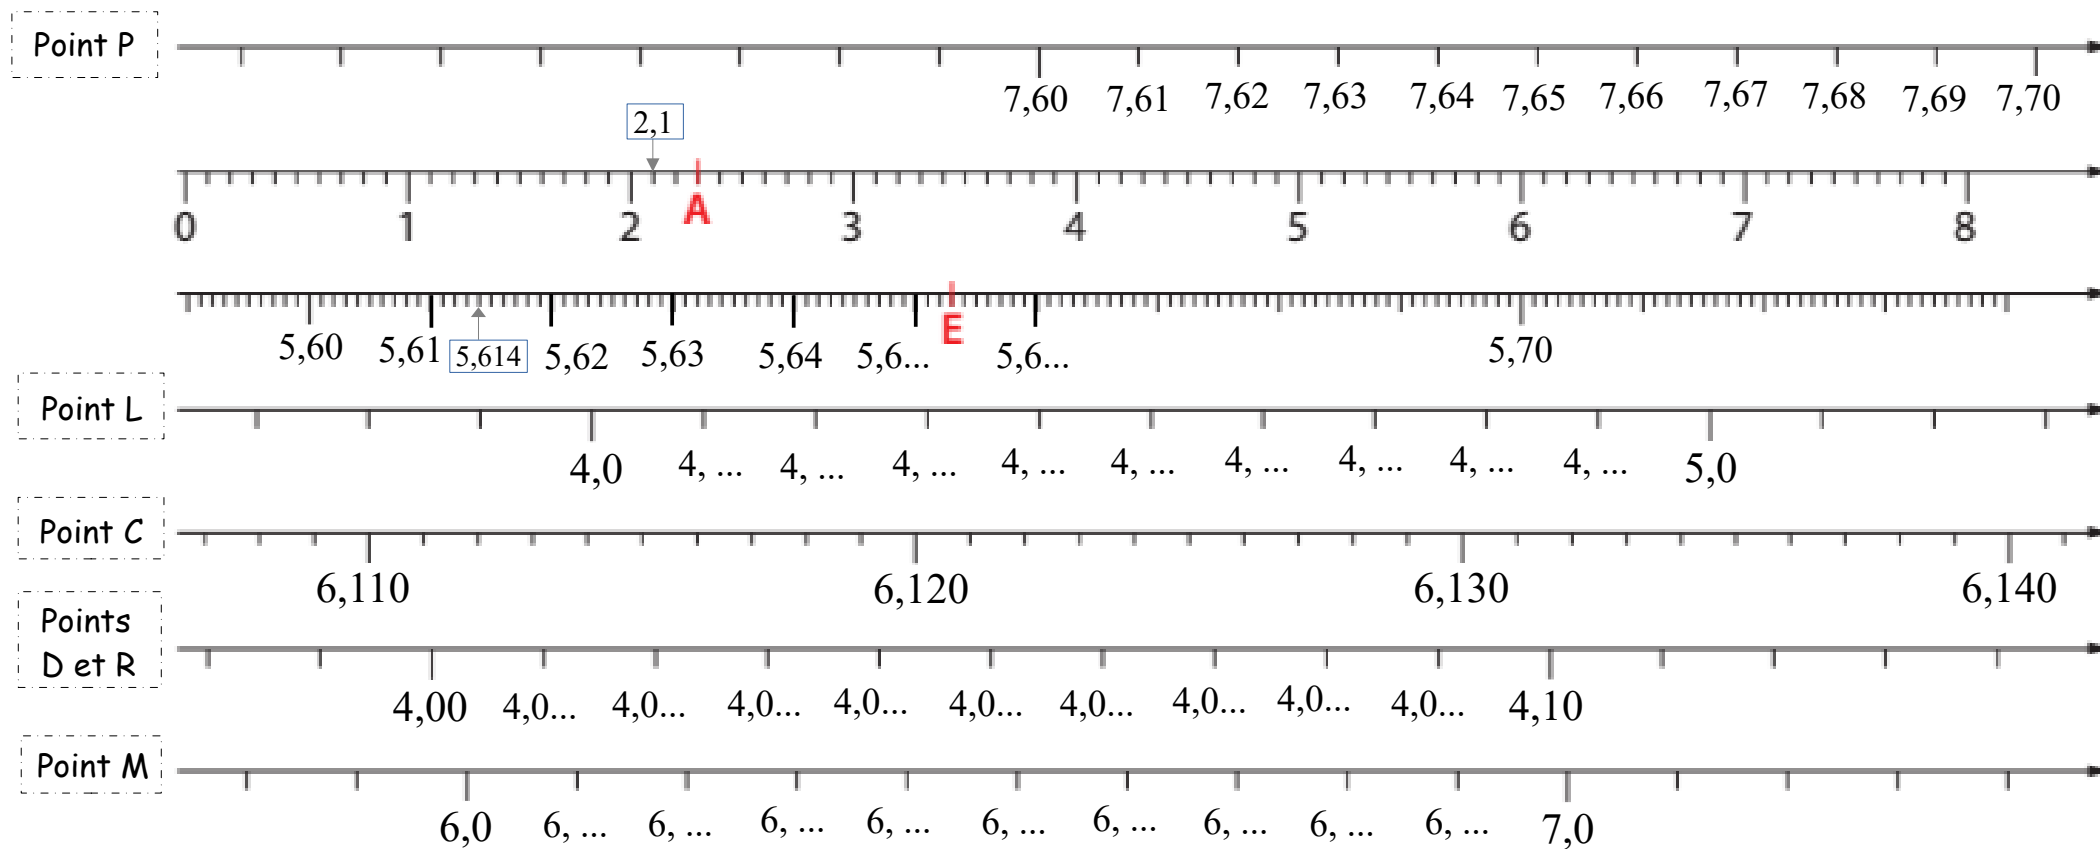 Point P
7,60 7,61 7,62 7,63 7,64 7,65 7,66 7,67 7,68 7,69 7,70
2,1
A
0 1 2 3 4 5 6 7 8
E
5,60 5,61 5,614 5,62 5,63 5,64 5,6... 5,6... 5,70
Point L
4,0 4, ... 4, ... 4, ... 4, ... 4, ... 4, ... 4, ... 4, ... 4, ... 5,0
Point C
6,110 6,120 6,130 6,140
Points
D et R
4,00 4,0... 4,0... 4,0... 4,0... 4,0... 4,0... 4,0... 4,0... 4,0... 4,10
Point M
6,0 6, ... 6, ... 6, ... 6, ... 6, ... 6, ... 6, ... 6, ... 6, ... 7,0